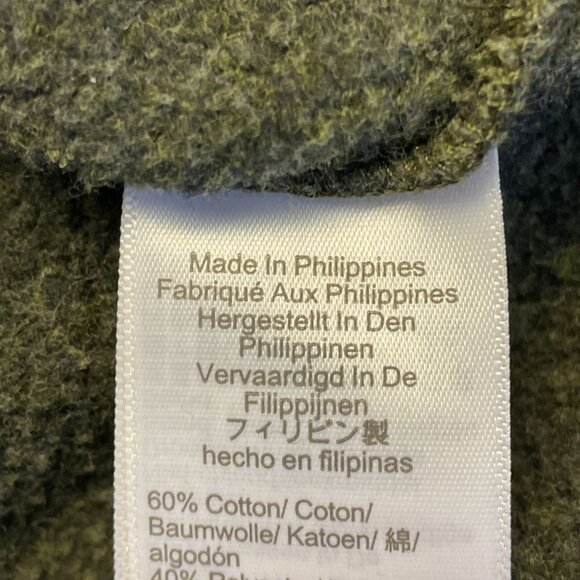 Made In Philippines
Fabriqué Aux Philippines
Hergestellt In Den
Philippinen
Vervaardigd In De
Filippijnen
フィリピン製
hecho en filipinas
60% Cotton/ Coton/
Baumwolle/ Katoen/ 綿/
algodón
40%